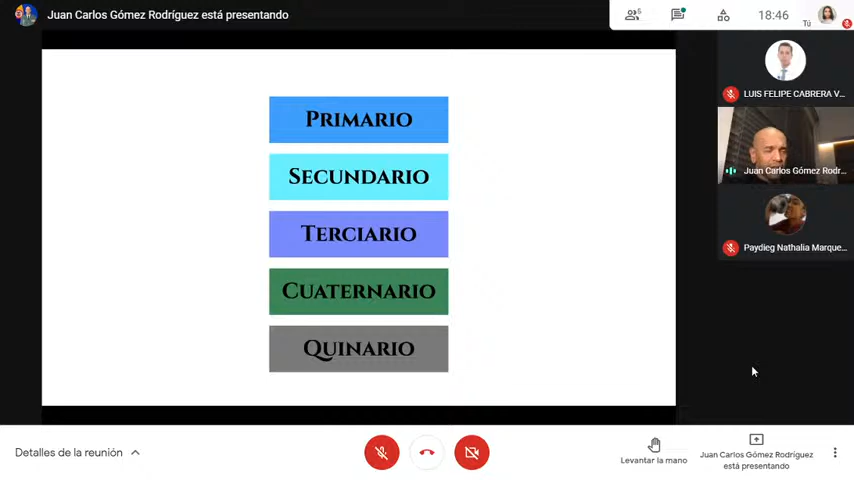 Juan Carlos Gómez Rodríguez está presentando
6
18:46
Tú
PRIMARIO
SECUNDARIO
TERCIARIO
CUATERNARIO
QUINARIO
LUIS FELIPE CABRERA V...
Juan Carlos Gómez Rodr...
Paydieg Nathalia Marque...
Detalles de la reunión
Levantar la mano
Juan Carlos Gómez Rodríguez
está presentando